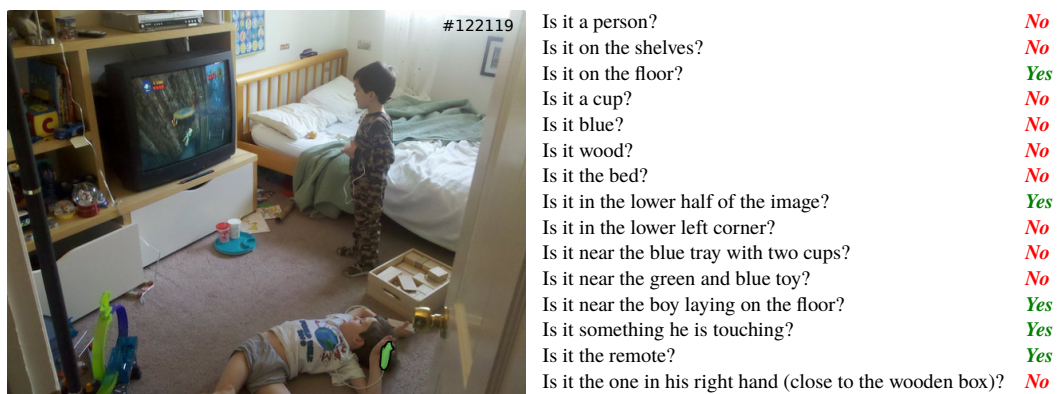 #122119
Is it a person? No
Is it on the shelves? No
Is it on the floor? Yes
Is it a cup? No
Is it blue? No
Is it wood? No
Is it the bed? No
Is it in the lower half of the image? Yes
Is it in the lower left corner? No
Is it near the blue tray with two cups? No
Is it near the green and blue toy? No
Is it near the boy laying on the floor? Yes
Is it something he is touching? Yes
Is it the remote? Yes
Is it the one in his right hand (close to the wooden box)? No
C